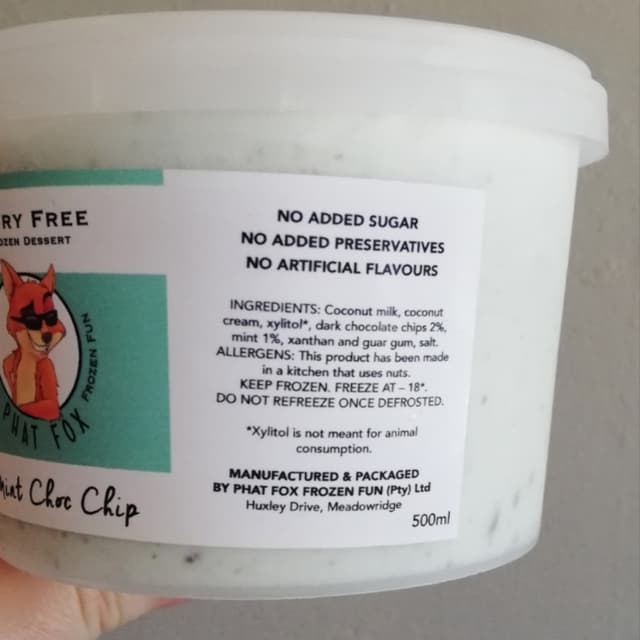 RY FREE
OZEN DESSERT
PHAT FOX
FROZEN FUN
Mint Choc Chip
NO ADDED SUGAR
NO ADDED PRESERVATIVES
NO ARTIFICIAL FLAVOURS
INGREDIENTS: Coconut milk, coconut
cream, xylitol*, dark chocolate chips 2%,
mint 1%, xanthan and guar gum, salt.
ALLERGENS: This product has been made
in a kitchen that uses nuts.
KEEP FROZEN. FREEZE AT – 18°.
DO NOT REFREEZE ONCE DEFROSTED.
*Xylitol is not meant for animal
consumption.
MANUFACTURED & PACKAGED
BY PHAT FOX FROZEN FUN (Pty) Ltd
Huxley Drive, Meadowridge
500ml